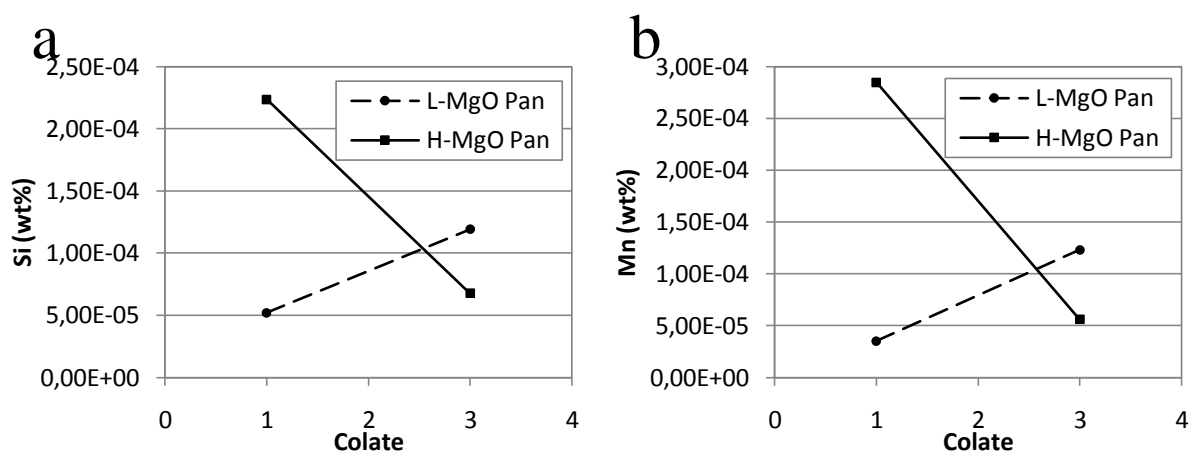 a
2,50E-04
2,00E-04
1,50E-04
1,00E-04
5,00E-05
0,00E+00
Si (wt%)
L-MgO Pan
H-MgO Pan
0 1 2 3 4
Colate
b
3,00E-04
2,50E-04
2,00E-04
1,50E-04
1,00E-04
5,00E-05
0,00E+00
Mn (wt%)
L-MgO Pan
H-MgO Pan
0 1 2 3 4
Colate